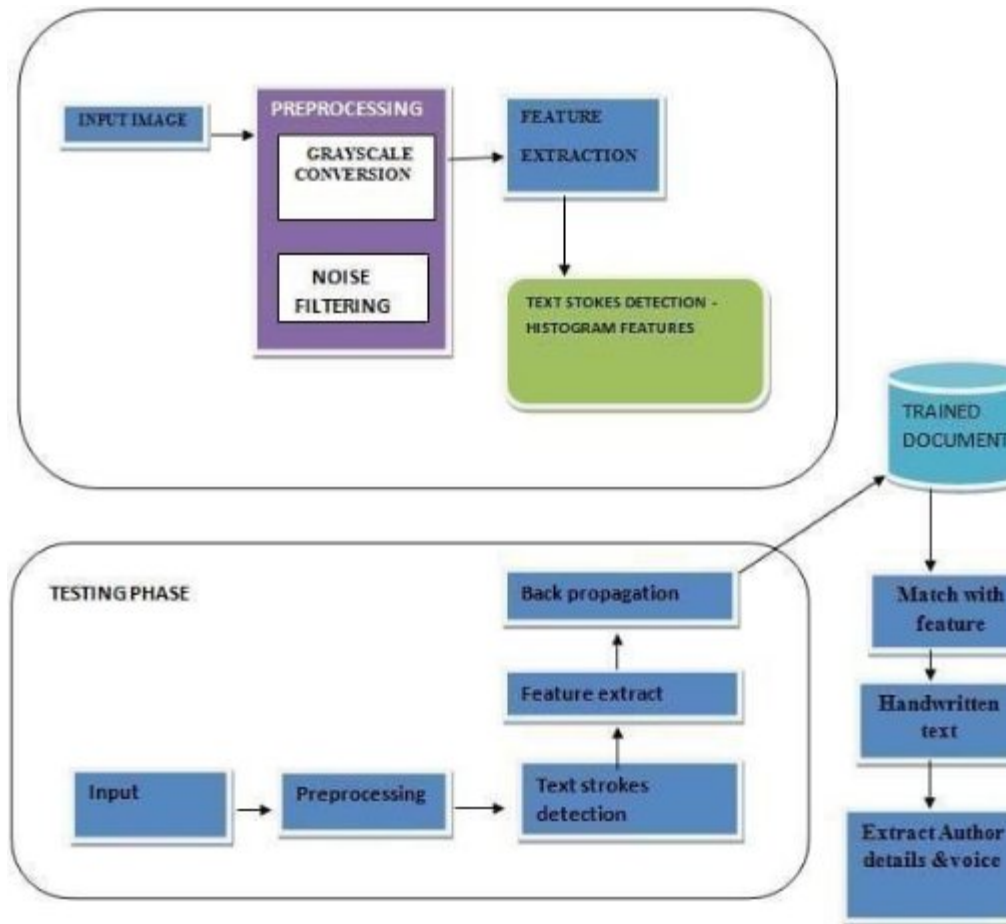 INPUT IMAGE
PREPROCESSING
GRAYSCALE
CONVERSION
NOISE
FILTERING
FEATURE
EXTRACTION
TEXT STOKES DETECTION -
HISTOGRAM FEATURES
TRAINED
DOCUMENT
TESTING PHASE
Back propagation
Feature extract
Input
Preprocessing
Text strokes
detection
Match with
feature
Handwritten
text
Extract Author
details &voice